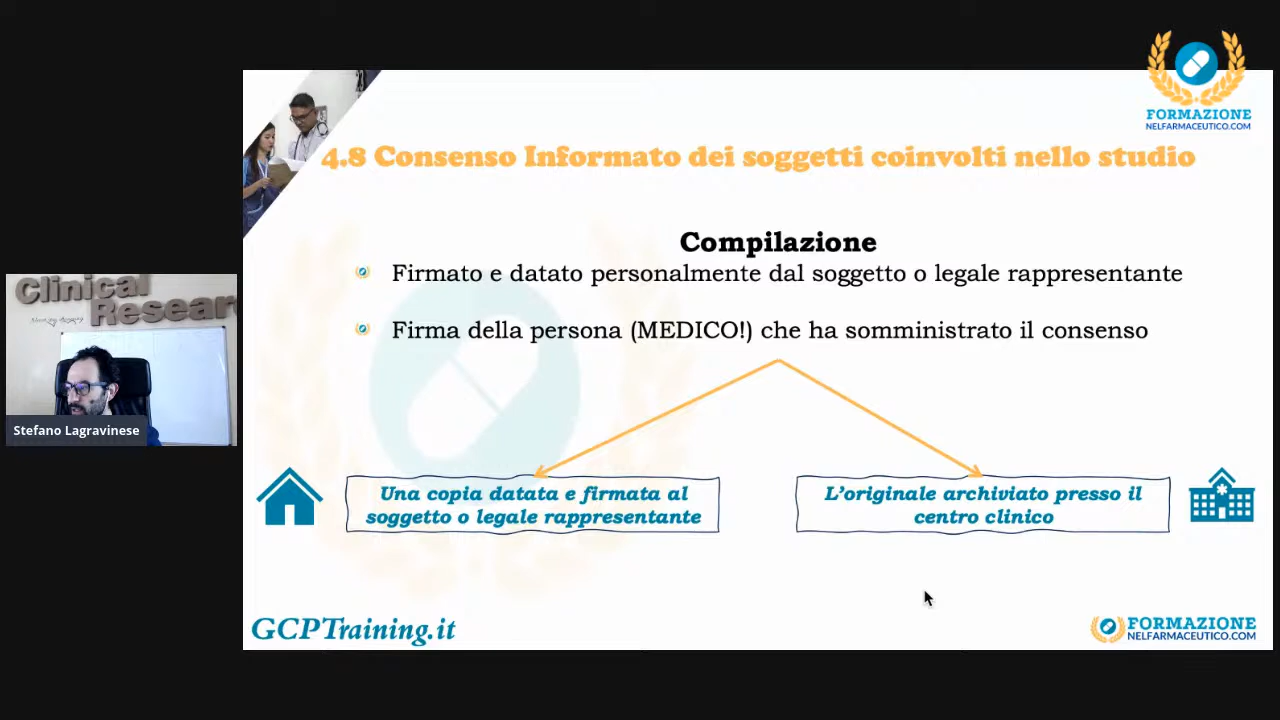 FORMAZIONE
NELFARMACEUTICO.COM
4.8 Consenso Informato dei soggetti coinvolti nello studio
Compilazione
Firmato e datato personalmente dal soggetto o legale rappresentante
Firma della persona (MEDICO!) che ha somministrato il consenso
Clinical
Resear
Stefano Lagravinese
Una copia datata e firmata al
soggetto o legale rappresentante
L'originale archiviato presso il
centro clinico
GCPTraining.it
FORMAZIONE
NELFARMACEUTICO.COM